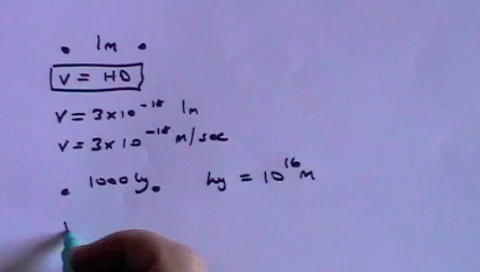 . 1m .
V = HD
V = 3×10⁻¹⁸ 1m
V = 3×10⁻¹⁸ m/sec
. 1000 ly . ly = 10¹⁶ m